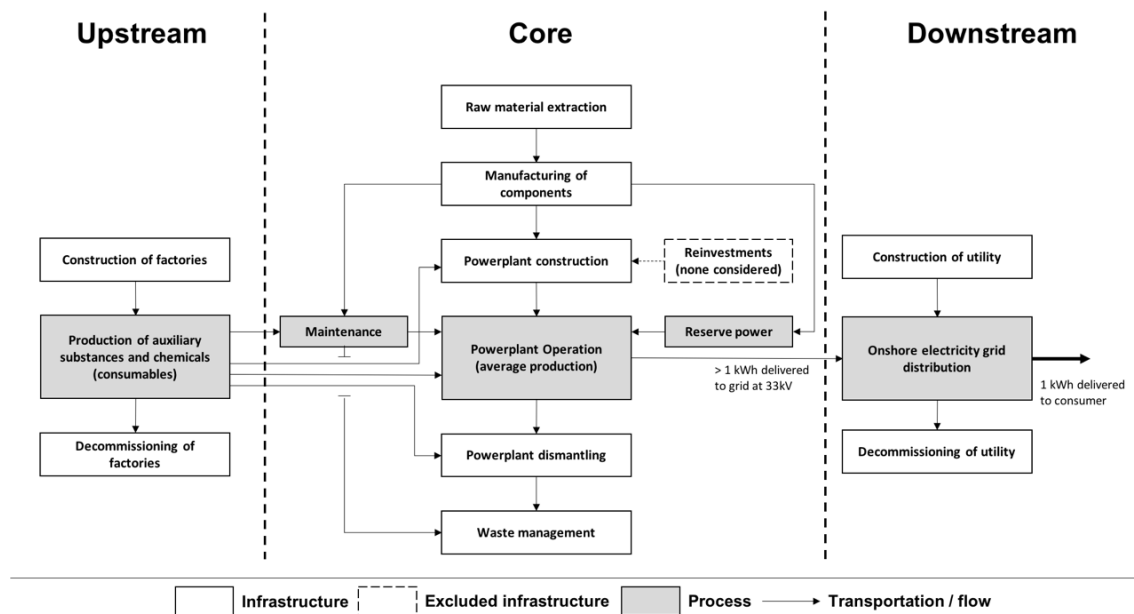 Upstream
Core
Downstream
Raw material extraction
Manufacturing of
components
Construction of factories
Powerplant construction
Reinvestments
(none considered)
Construction of utility
Production of auxiliary
substances and chemicals
(consumables)
Maintenance
Powerplant Operation
(average production)
Reserve power
> 1 kWh delivered
to grid at 33kV
Onshore electricity grid
distribution
1 kWh delivered
to consumer
Decommissioning of
factories
Powerplant dismantling
Decommissioning of utility
Waste management
Infrastructure
Excluded infrastructure
Process
Transportation / flow